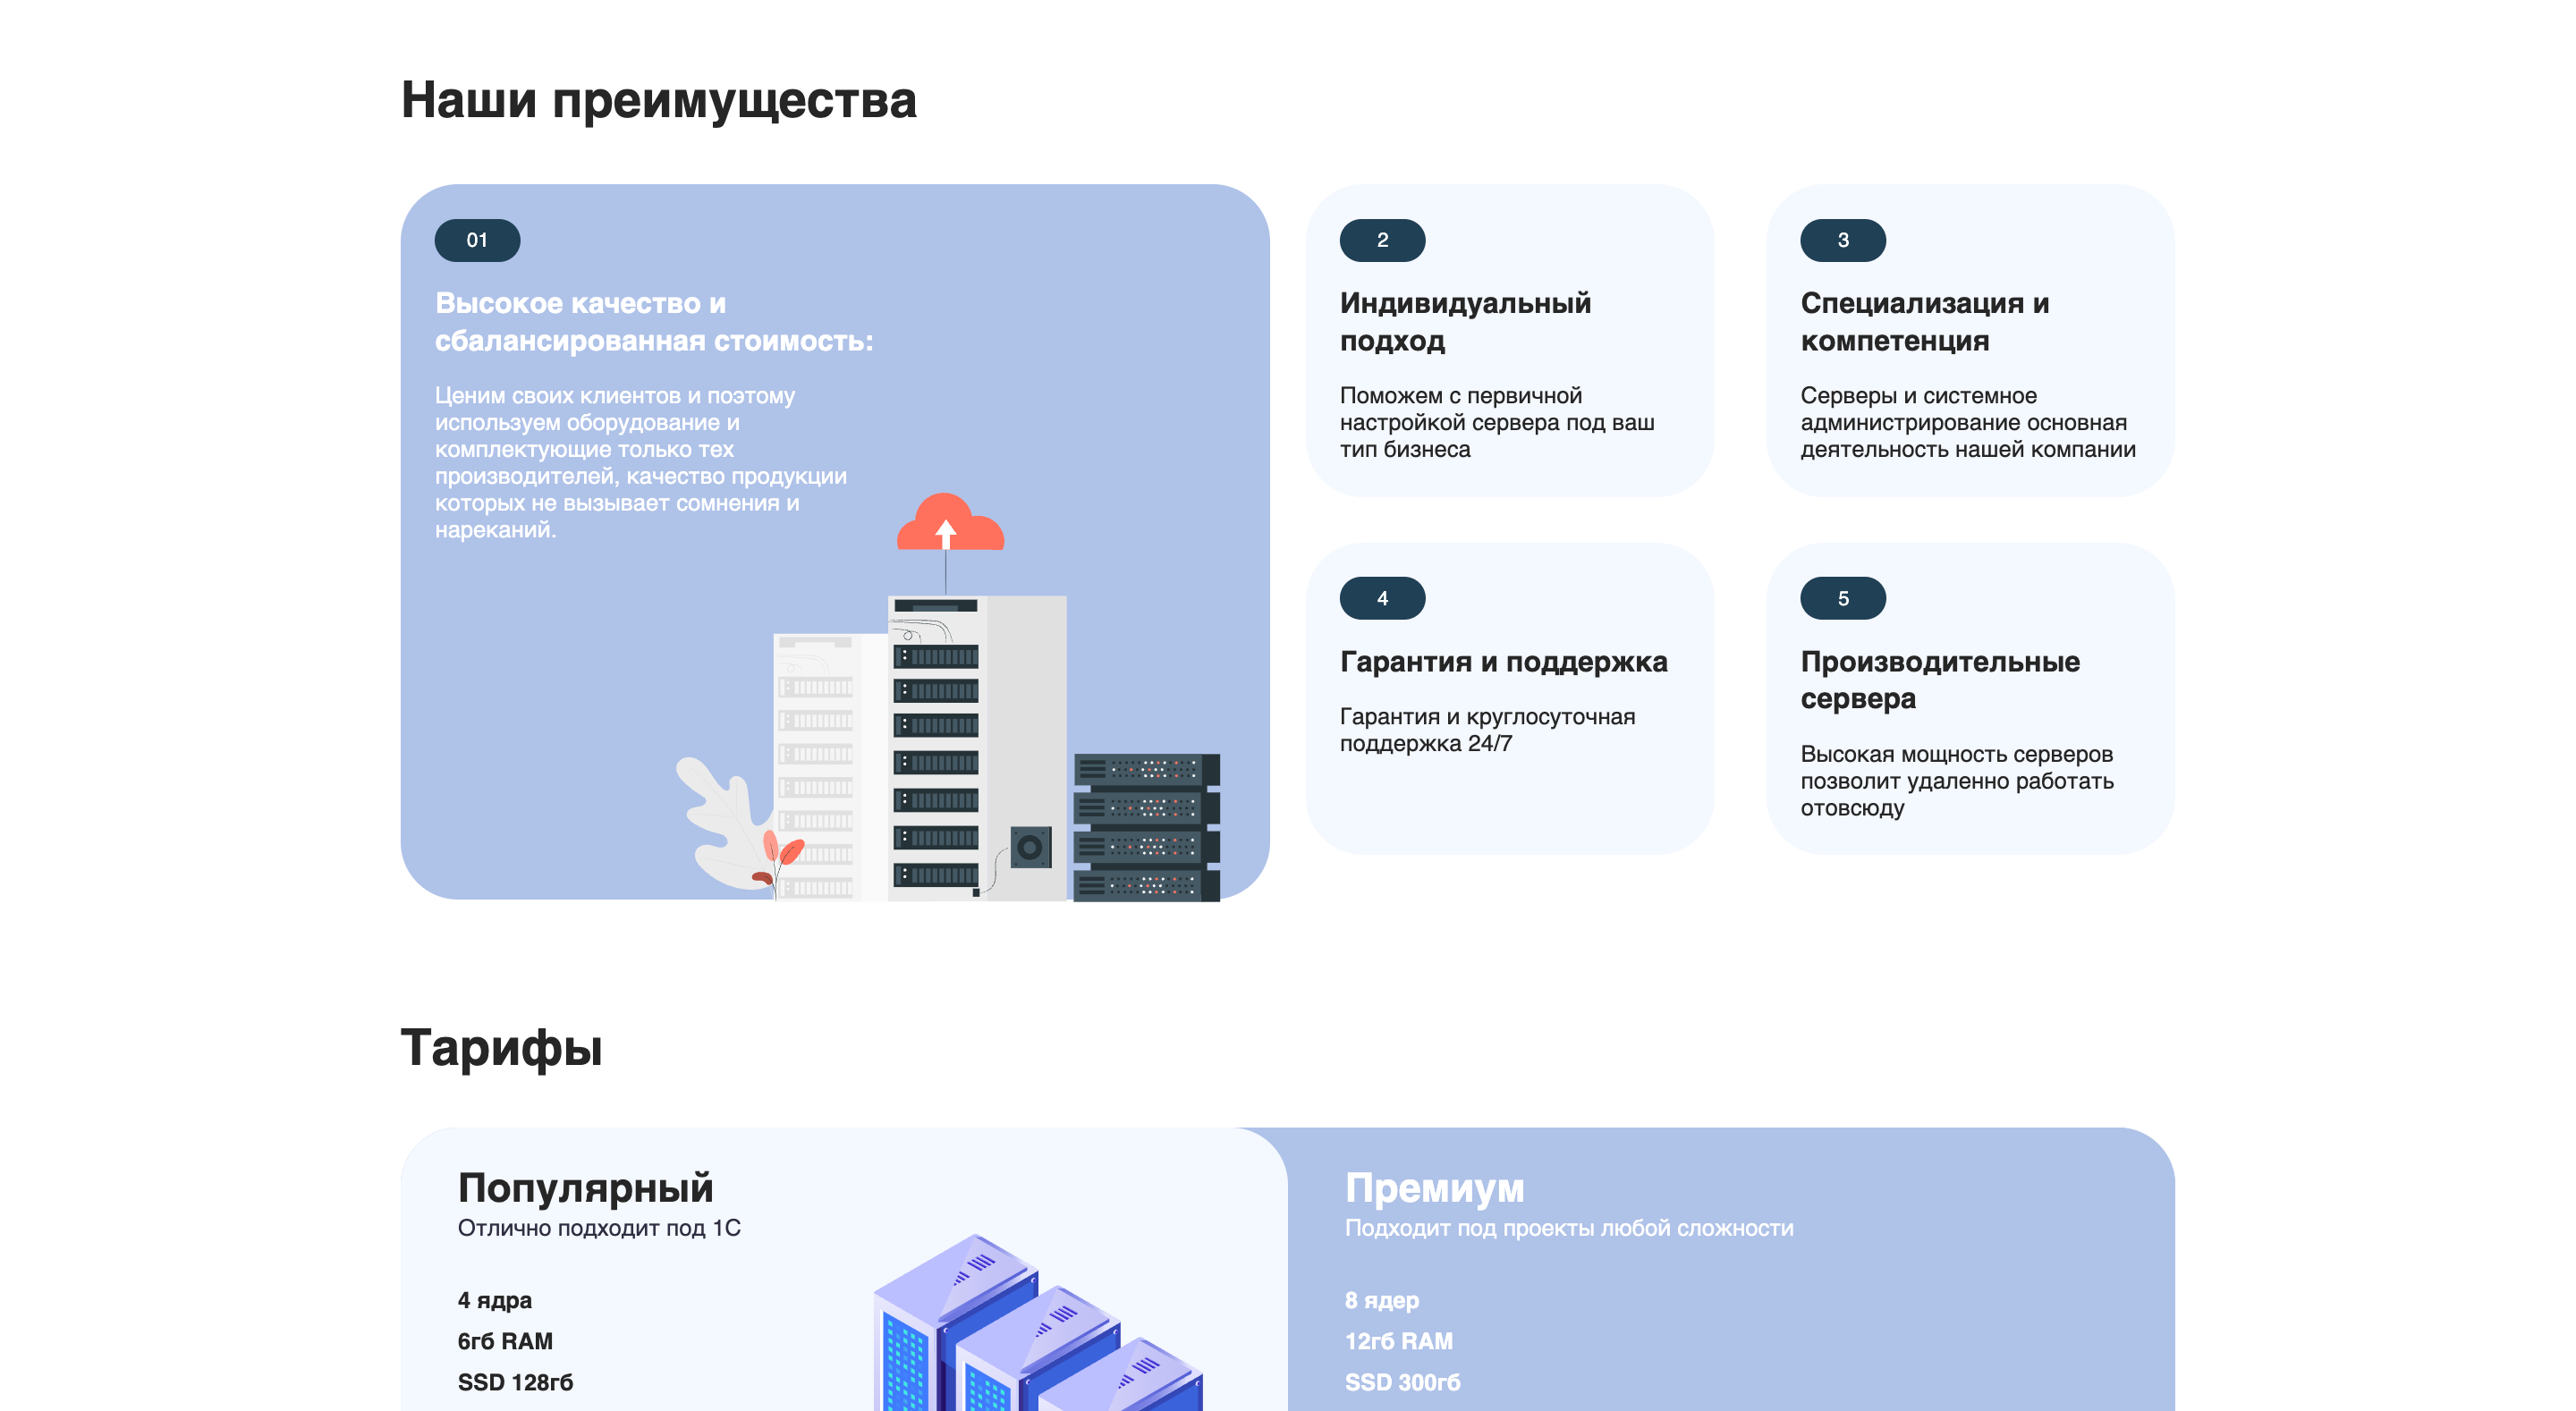 Наши преимущества
01
Высокое качество и
сбалансированная стоимость:
Ценим своих клиентов и поэтому
используем оборудование и
комплектующие только тех
производителей, качество продукции
которых не вызывает сомнения и
нареканий.
2
Индивидуальный
подход
Поможем с первичной
настройкой сервера под ваш
тип бизнеса
3
Специализация и
компетенция
Серверы и системное
администрирование основная
деятельность нашей компании
4
Гарантия и поддержка
Гарантия и круглосуточная
поддержка 24/7
5
Производительные
сервера
Высокая мощность серверов
позволит удаленно работать
отовсюду
Тарифы
Популярный
Отлично подходит под 1С
4 ядра
6гб RAM
SSD 128гб
Премиум
Подходит под проекты любой сложности
8 ядер
12гб RAM
SSD 300гб